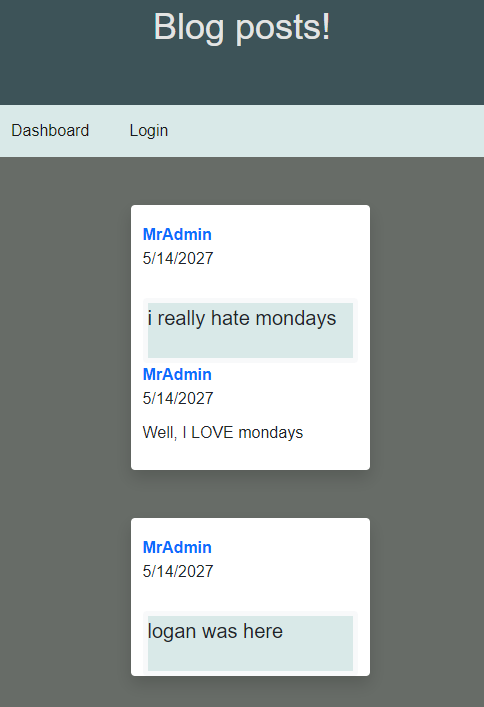 Blog posts!
Dashboard Login
MrAdmin
5/14/2027
i really hate mondays
MrAdmin
5/14/2027
Well, I LOVE mondays
MrAdmin
5/14/2027
logan was here